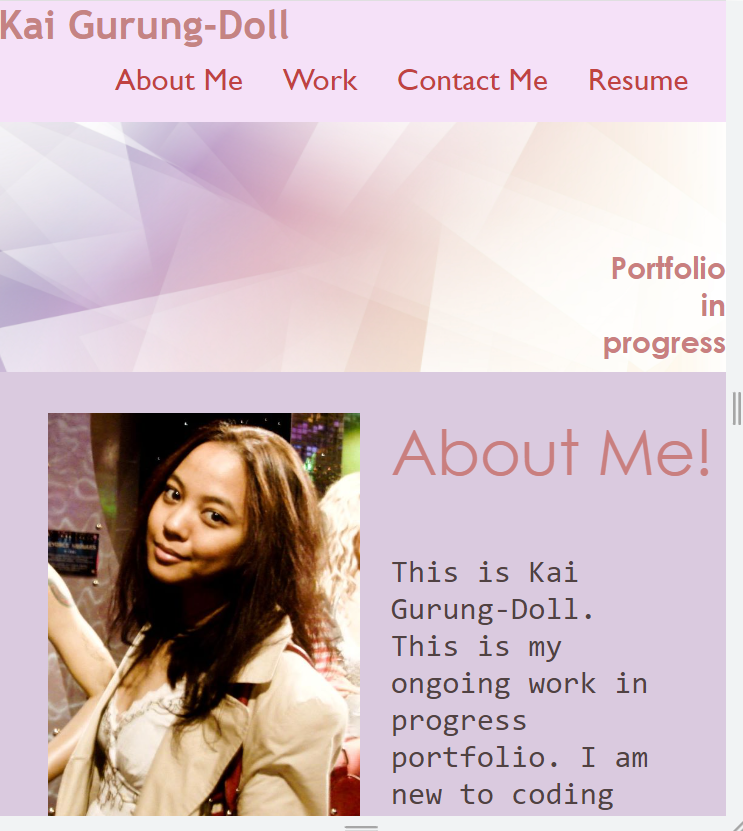 Kai Gurung-Doll
About Me Work Contact Me Resume
Portfolio
in
progress
About Me!
This is Kai
Gurung-Doll.
This is my
ongoing work in
progress
portfolio. I am
new to coding